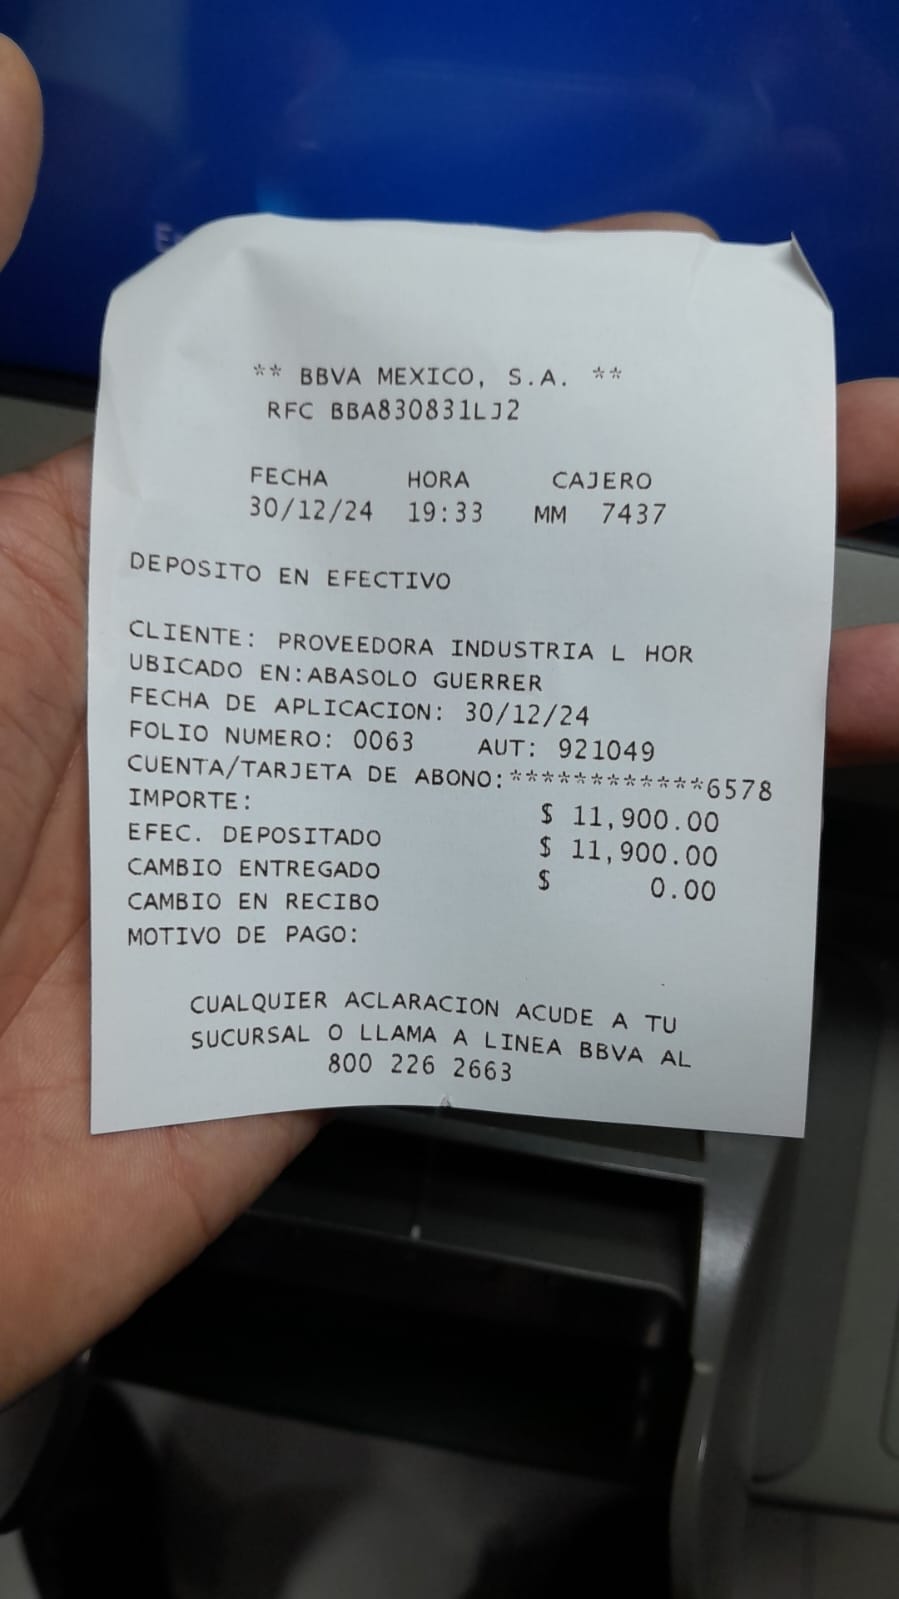 ** BBVA MEXICO, S.A. **
RFC BBA830831LJ2
FECHA HORA CAJERO
30/12/24 19:33 MM 7437
DEPOSITO EN EFECTIVO
CLIENTE: PROVEEDORA INDUSTRIA L HOR
UBICADO EN:ABASOLO GUERRER
FECHA DE APLICACION: 30/12/24
FOLIO NUMERO: 0063 AUT: 921049
CUENTA/TARJETA DE ABONO:************6578
IMPORTE: $ 11,900.00
EFEC. DEPOSITADO $ 11,900.00
CAMBIO ENTREGADO $ 0.00
CAMBIO EN RECIBO
MOTIVO DE PAGO:
CUALQUIER ACLARACION ACUDE A TU
SUCURSAL O LLAMA A LINEA BBVA AL
800 226 2663